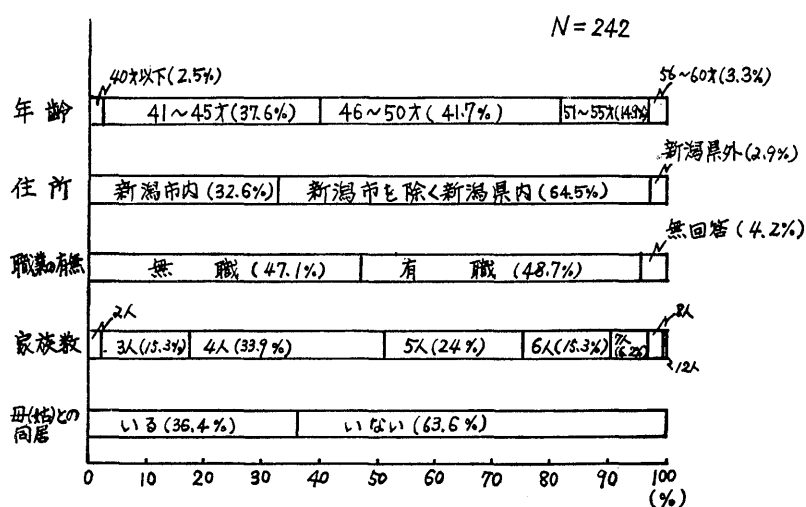 N=242
40才以下(2.5%)
56～60才(3.3%)
年齢
41～45才(37.6%)
46～50才(41.7%)
51～55才(14.9%)
新潟県外(2.9%)
住所
新潟市内(32.6%)
新潟市を除く新潟県内(64.5%)
無回答(4.2%)
職業の有無
無職(47.1%)
有職(48.7%)
2人
8人
家族数
3人(15.3%)
4人(33.9%)
5人(24%)
6人(15.3%)
7人(6.2%)
12人
母(姑)との
同居
いる(36.4%)
いない(63.6%)
0 10 20 30 40 50 60 70 80 90 100
(%)